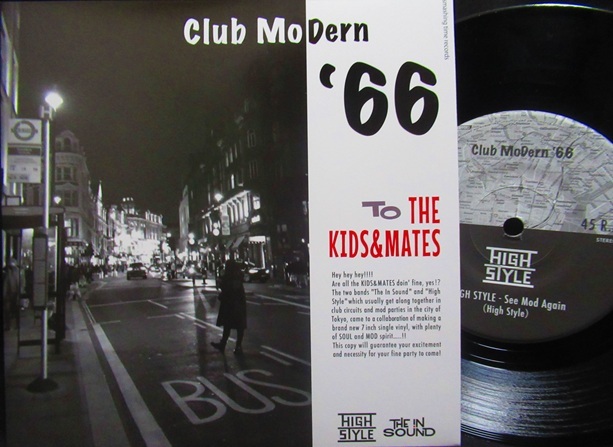 Club MoDern
'66
To THE
KIDS&MATES
Hey hey hey!!!!
Are all the KIDS&MATES doin' fine, yes!?
The two bands "The In Sound" and "High
Style" which usually get along together in
club circuits and mod parties in the city of
Tokyo, came to a collaboration of making a
brand new 7 inch single vinyl, with plenty
of SOUL and MOD spirit.....!!
This copy will guarantee your excitement
and necessity for your fine party to come!
HIGH
STYLE
THE IN
SOUND
BUS
time records
Club MoDern '66
45 R
STEREO
HIGH
STYLE
GH STYLE - See Mod Again
(High Style)